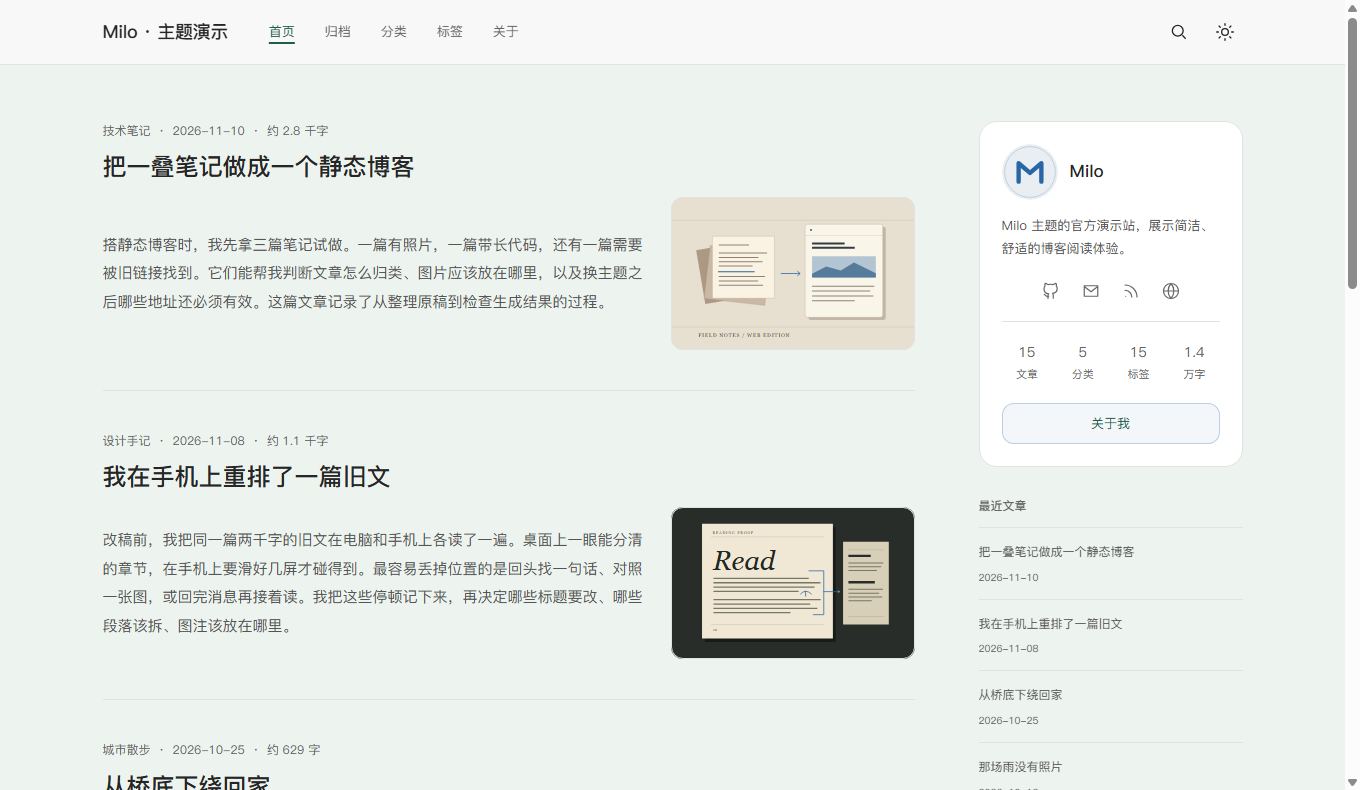 Milo · 主题演示
首页 归档 分类 标签 关于
技术笔记 · 2026-11-10 · 约 2.8 千字
把一叠笔记做成一个静态博客
搭静态博客时，我先拿三篇笔记试做。一篇有照片，一篇带长代码，还有一篇需要
被旧链接找到。它们能帮我判断文章怎么归类、图片应该放在哪里，以及换主题之
后哪些地址还必须有效。这篇文章记录了从整理原稿到检查生成结果的过程。
FIELD NOTES / WEB EDITION
设计手记 · 2026-11-08 · 约 1.1 千字
我在手机上重排了一篇旧文
改稿前，我把同一篇两千字的旧文在电脑和手机上各读了一遍。桌面上一眼能分清
的章节，在手机上要滑好几屏才碰得到。最容易丢掉位置的是回头找一句话、对照
一张图，或回完消息再接着读。我把这些停顿记下来，再决定哪些标题要改、哪些
段落该拆、图注该放在哪里。
READING PROOF
Read
城市散步 · 2026-10-25 · 约 629 字
从桥底下绕回家
M
Milo
Milo 主题的官方演示站，展示简洁、
舒适的博客阅读体验。
15 5 15 1.4
文章 分类 标签 万字
关于我
最近文章
把一叠笔记做成一个静态博客
2026-11-10
我在手机上重排了一篇旧文
2026-11-08
从桥底下绕回家
2026-10-25
那场雨没有照片